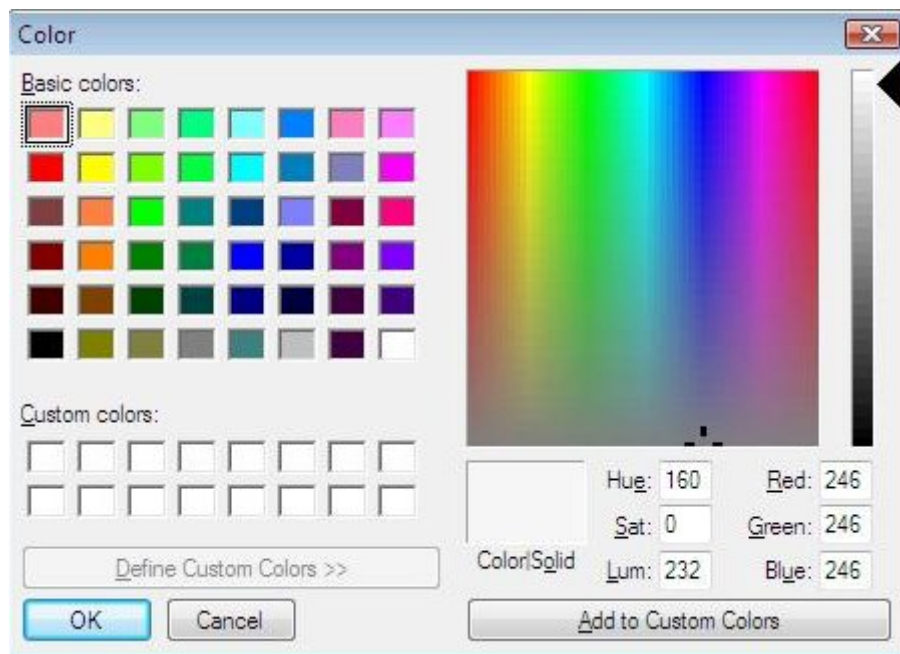 Color
Basic colors:
Custom colors:
Define Custom Colors >>
OK
Cancel
Color|Solid
Hue: 160
Sat: 0
Lum: 232
Red: 246
Green: 246
Blue: 246
Add to Custom Colors